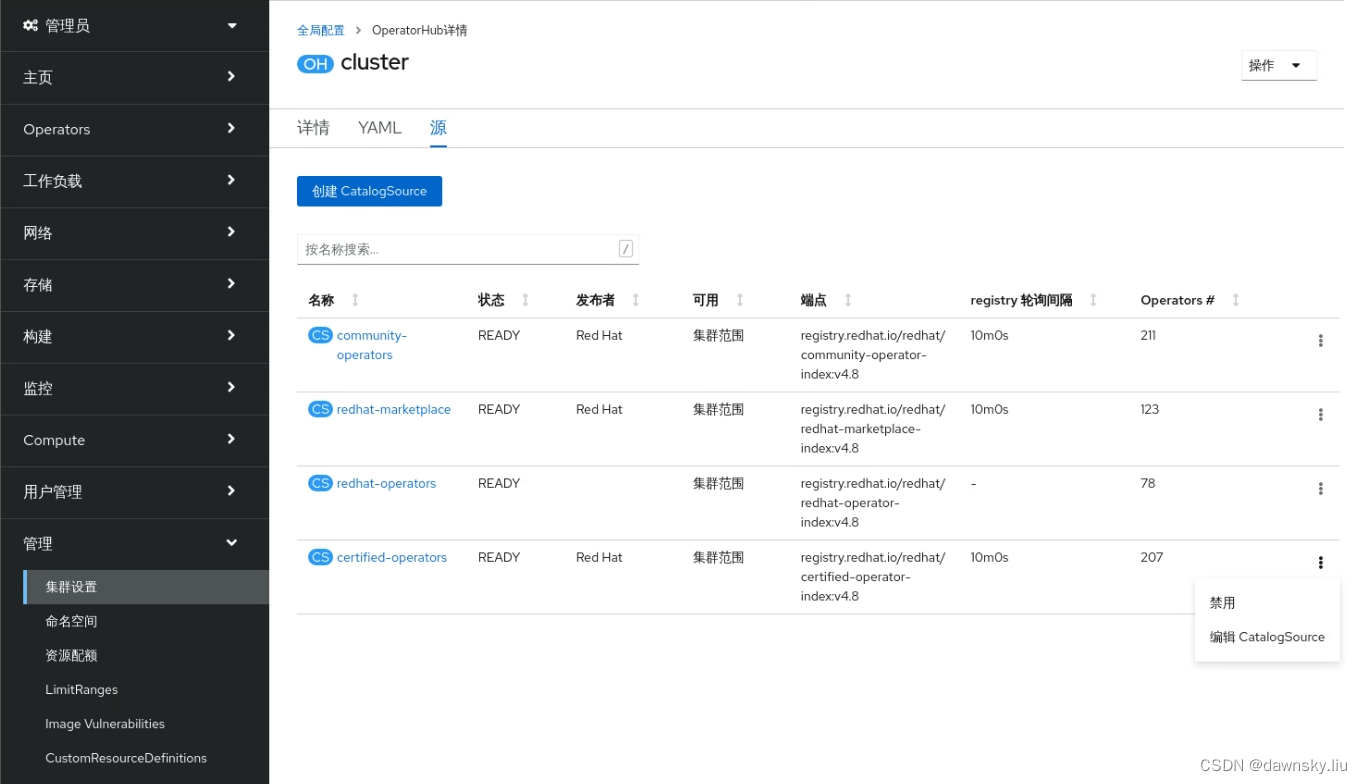 管理员
主页
Operators
工作负载
网络
存储
构建
监控
Compute
用户管理
管理
集群设置
命名空间
资源配额
LimitRanges
Image Vulnerabilities
CustomResourceDefinitions
全局配置 > OperatorHub详情
OH cluster
操作
详情 YAML 源
创建 CatalogSource
按名称搜索... /
名称 状态 发布者 可用 端点 registry 轮询间隔 Operators #
CS community- READY Red Hat 集群范围 registry.redhat.io/redhat/ 10m0s 211
operators community-operator-
index:v4.8
CS redhat-marketplace READY Red Hat 集群范围 registry.redhat.io/redhat/ 10m0s 123
redhat-marketplace-
index:v4.8
CS redhat-operators READY 集群范围 registry.redhat.io/redhat/ - 78
redhat-operator-
index:v4.8
CS certified-operators READY Red Hat 集群范围 registry.redhat.io/redhat/ 10m0s 207
certified-operator-
index:v4.8
禁用
编辑 CatalogSource
CSDN @dawnsky.liu